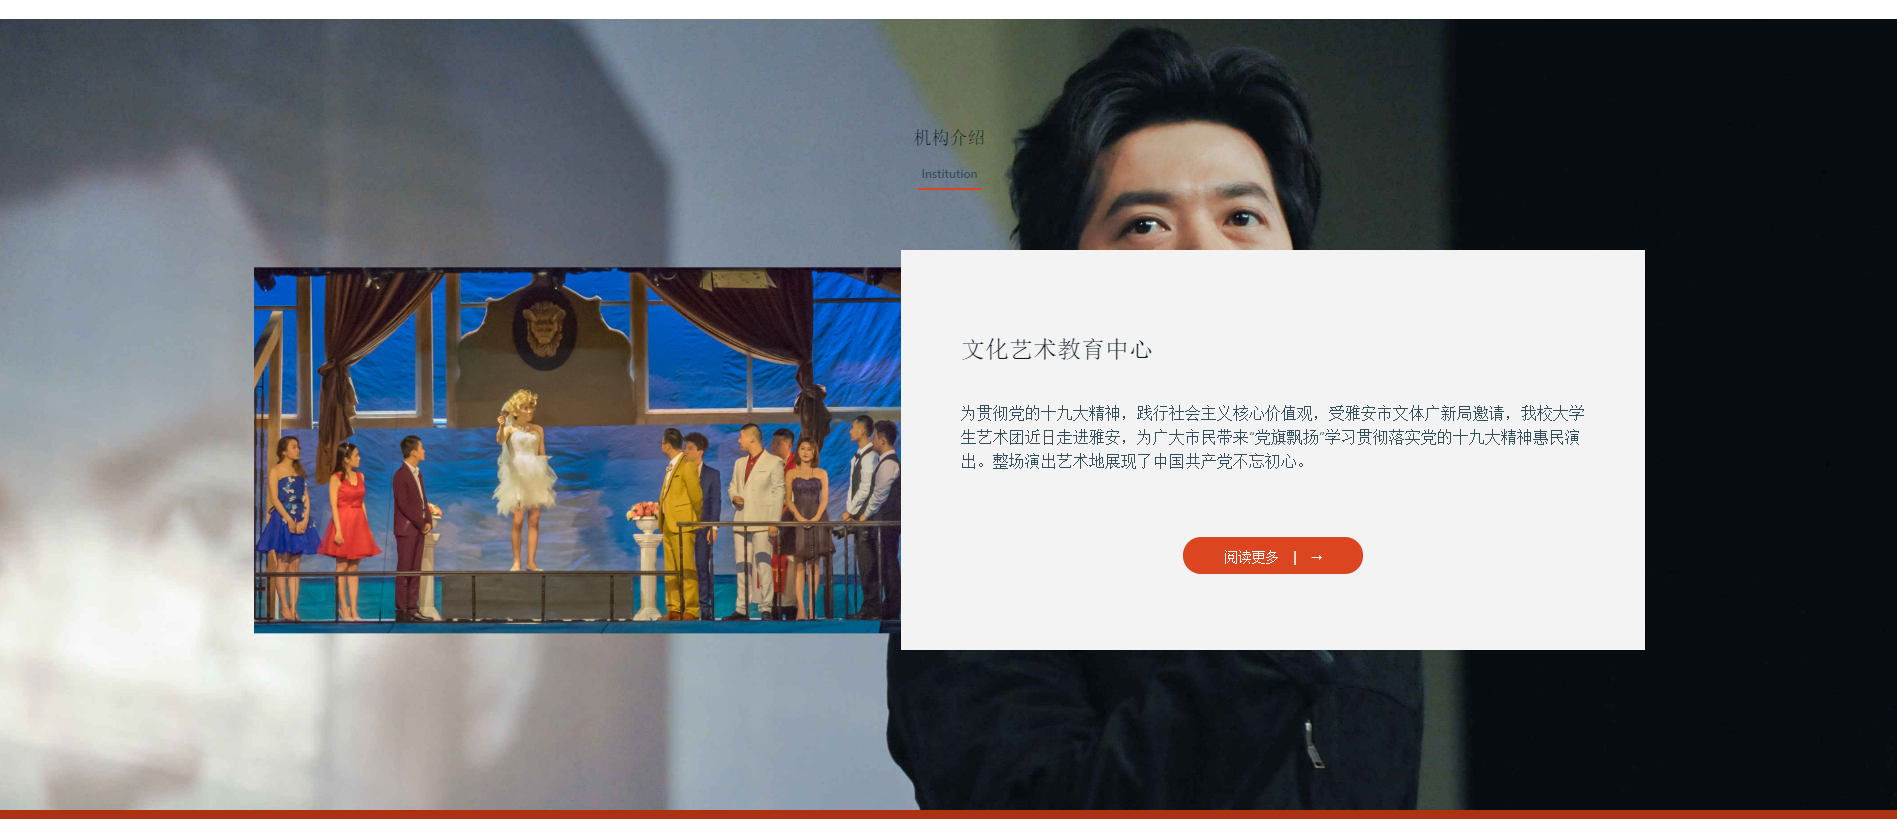 机构介绍
Institution
文化艺术教育中心
为贯彻党的十九大精神，践行社会主义核心价值观，受雅安市文体广新局邀请，我校大学
生艺术团近日走进雅安，为广大市民带来“党旗飘扬”学习贯彻落实党的十九大精神惠民演
出。整场演出艺术地展现了中国共产党不忘初心。
阅读更多 | →